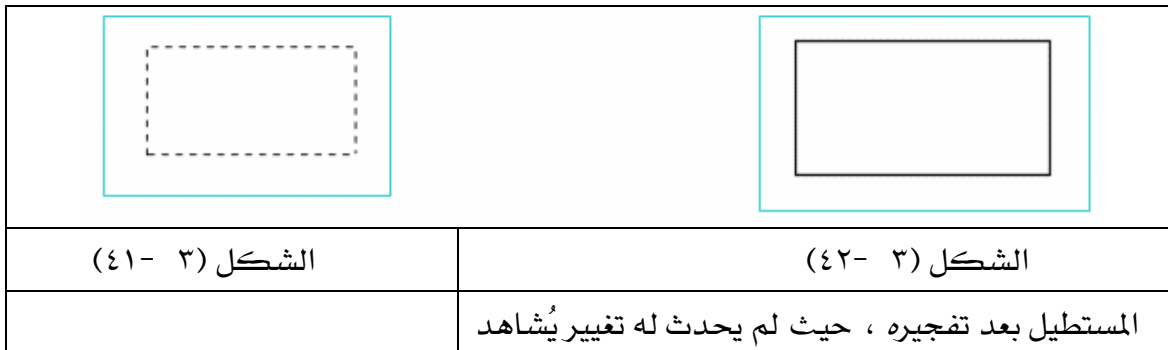 الشكل (٣ -٤٢)
الشكل (٣ -٤١)
المستطيل بعد تفجيره ، حيث لم يحدث له تغيير يُشاهد